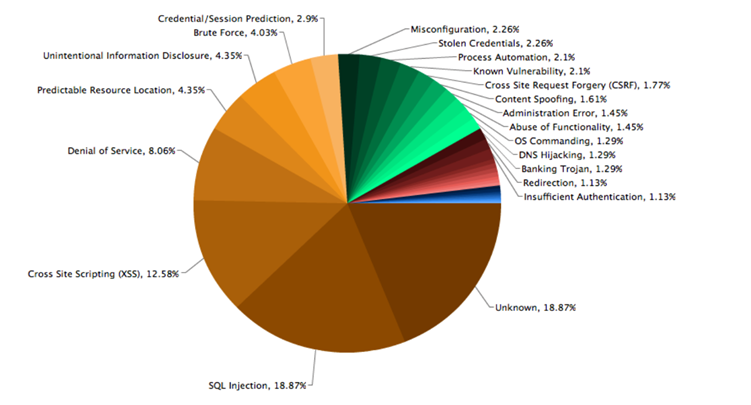 Credential/Session Prediction, 2.9%
Brute Force, 4.03%
Unintentional Information Disclosure, 4.35%
Predictable Resource Location, 4.35%
Denial of Service, 8.06%
Cross Site Scripting (XSS), 12.58%
SQL Injection, 18.87%
Misconfiguration, 2.26%
Stolen Credentials, 2.26%
Process Automation, 2.1%
Known Vulnerability, 2.1%
Cross Site Request Forgery (CSRF), 1.77%
Content Spoofing, 1.61%
Administration Error, 1.45%
Abuse of Functionality, 1.45%
OS Commanding, 1.29%
DNS Hijacking, 1.29%
Banking Trojan, 1.29%
Redirection, 1.13%
Insufficient Authentication, 1.13%
Unknown, 18.87%